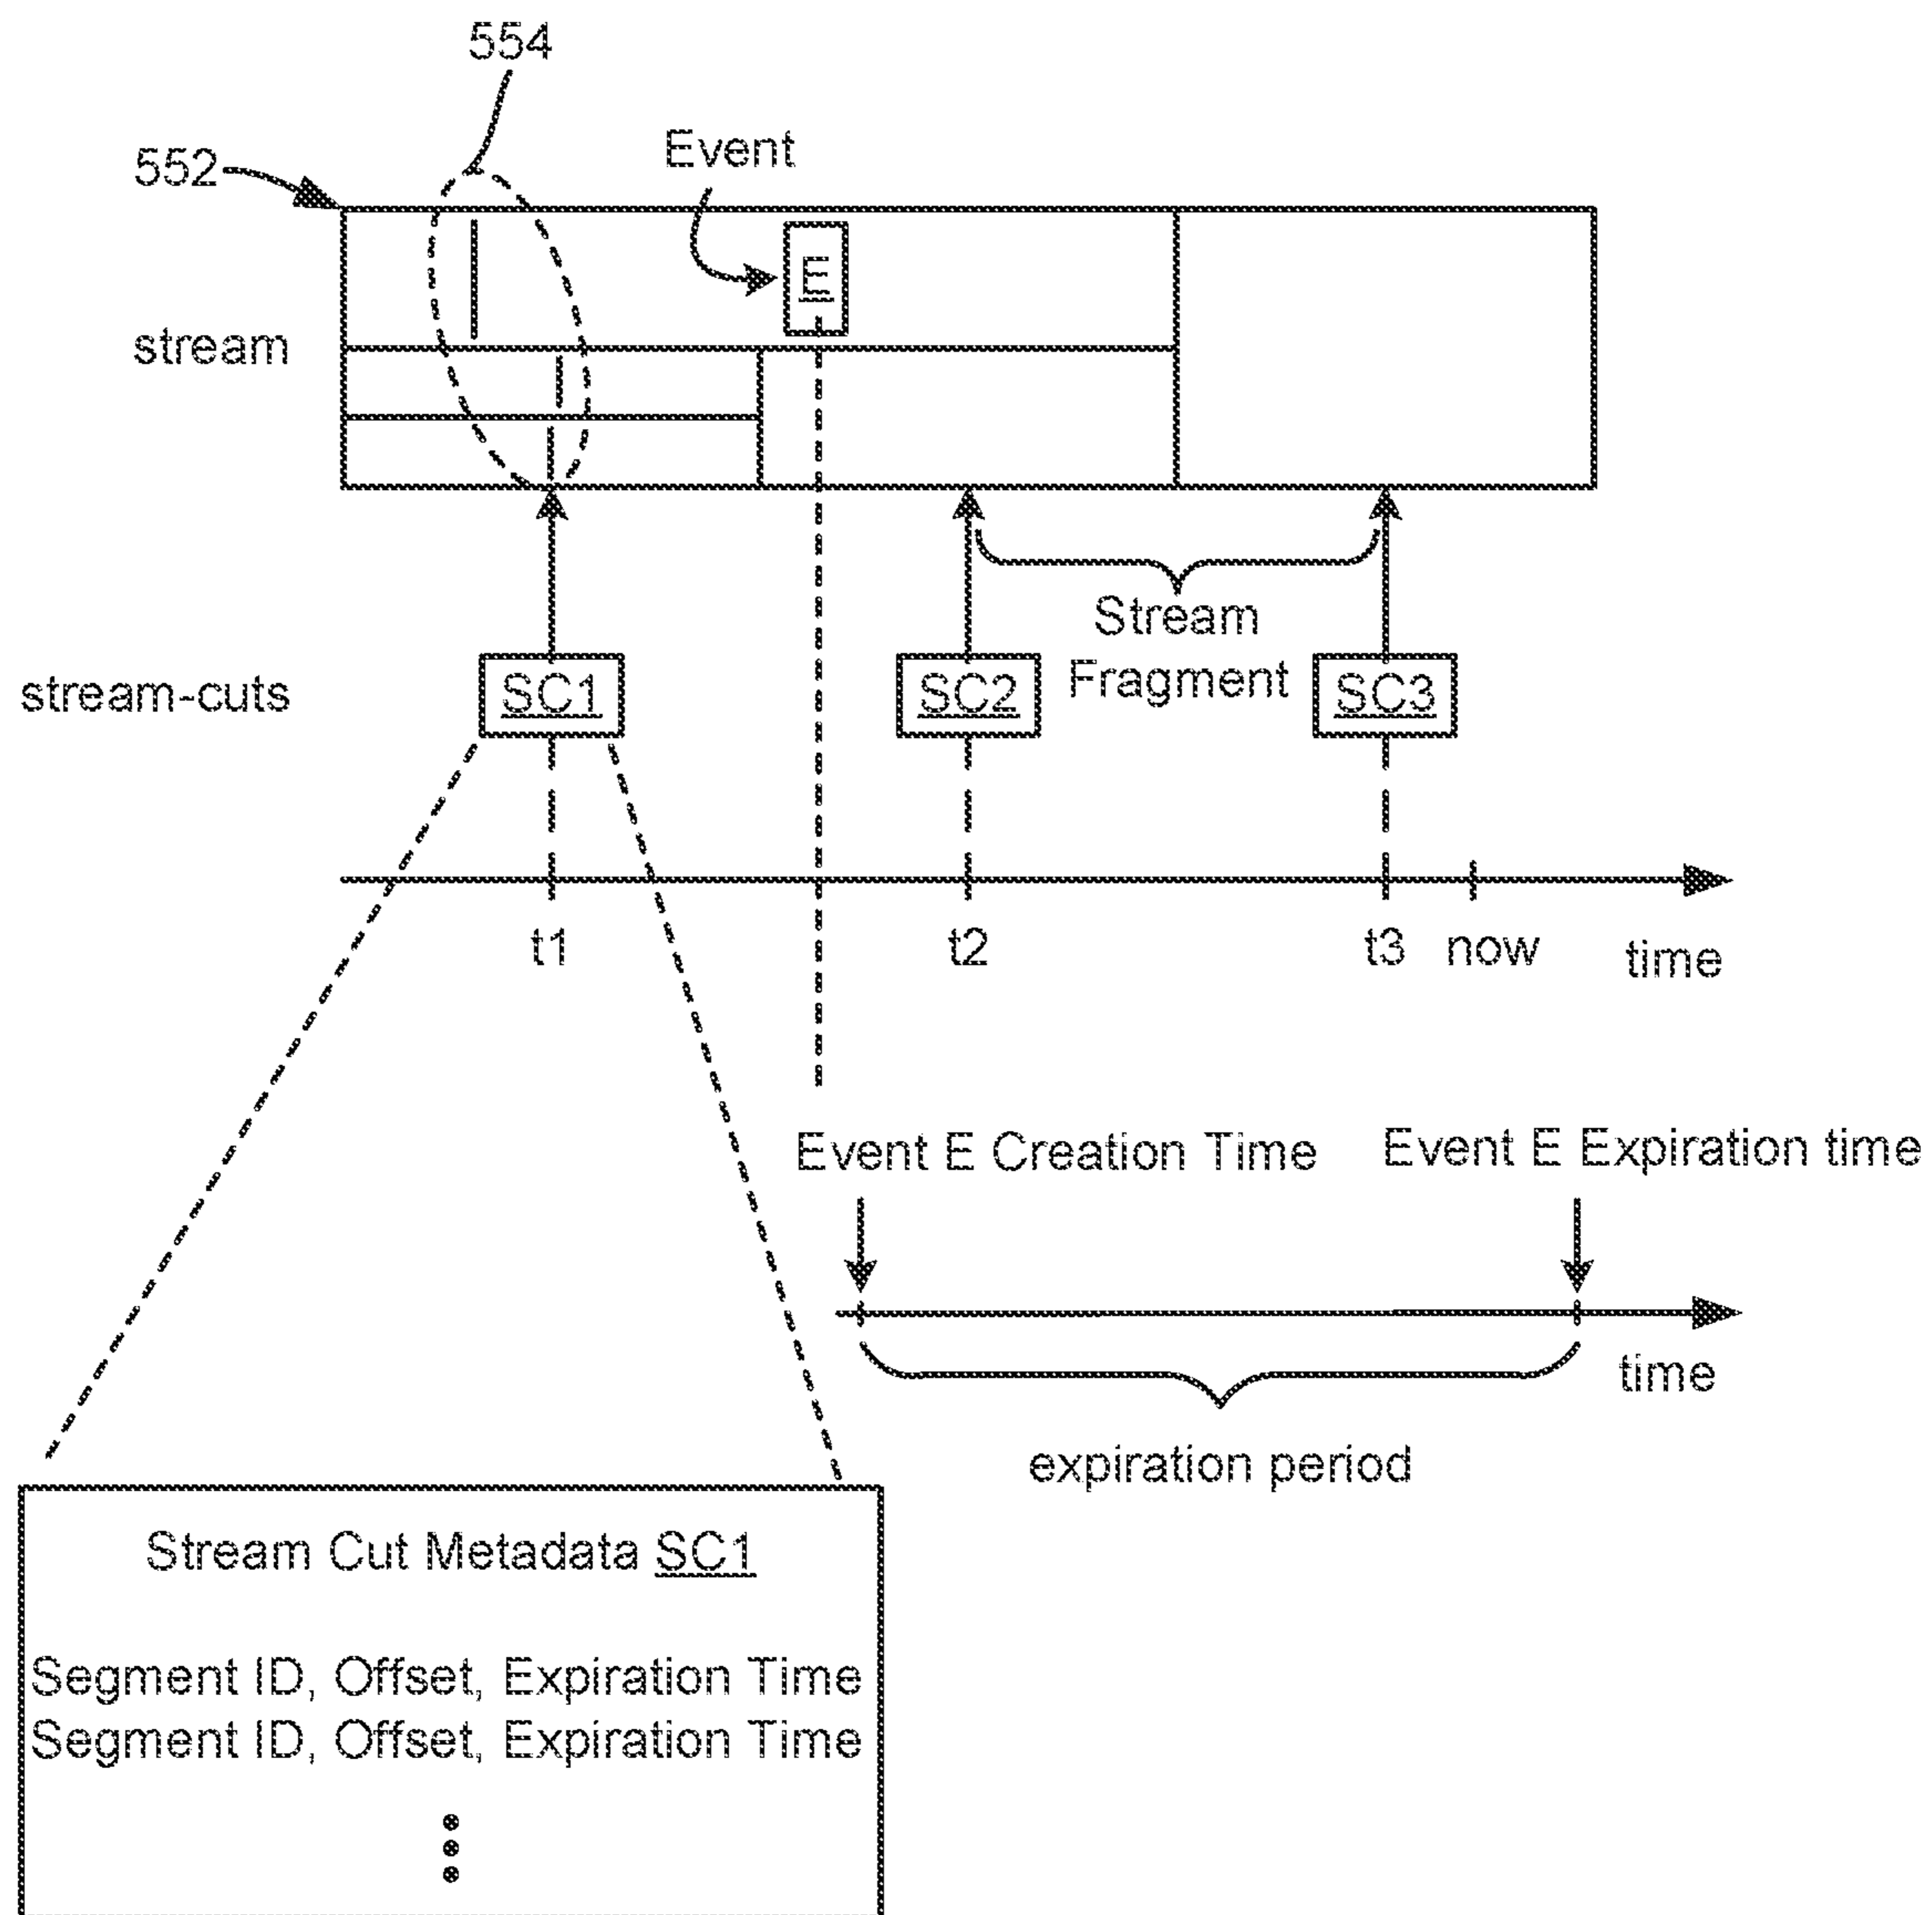 554
552
Event
E
stream
Stream
Fragment
stream-cuts
SC1
SC2
SC3
t1
t2
t3
now
time
Event E Creation Time
Event E Expiration time
time
expiration period
Stream Cut Metadata SC1
Segment ID, Offset, Expiration Time
Segment ID, Offset, Expiration Time